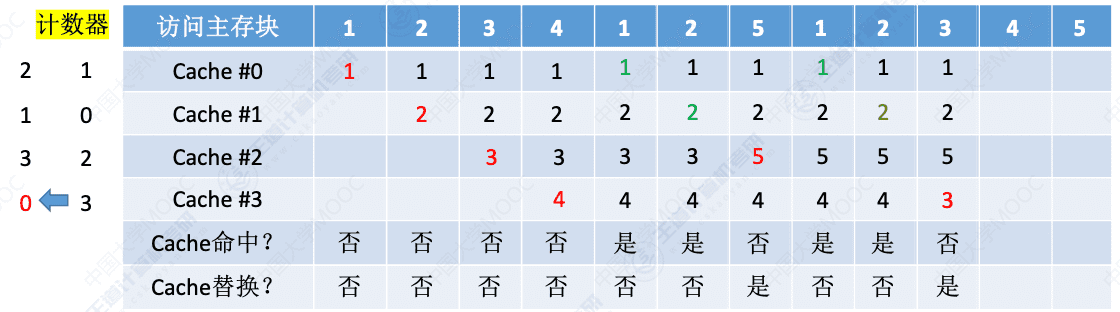 计数器 访问主存块 1 2 3 4 1 2 5 1 2 3 4 5
2 1 Cache #0 1 1 1 1 1 1 1 1 1 1
1 0 Cache #1 2 2 2 2 2 2 2 2 2
3 2 Cache #2 3 3 3 3 5 5 5 5
0 3 Cache #3 4 4 4 4 4 4 3
Cache命中? 否 否 否 否 是 是 否 是 是 否
Cache替换? 否 否 否 否 否 否 是 否 否 是